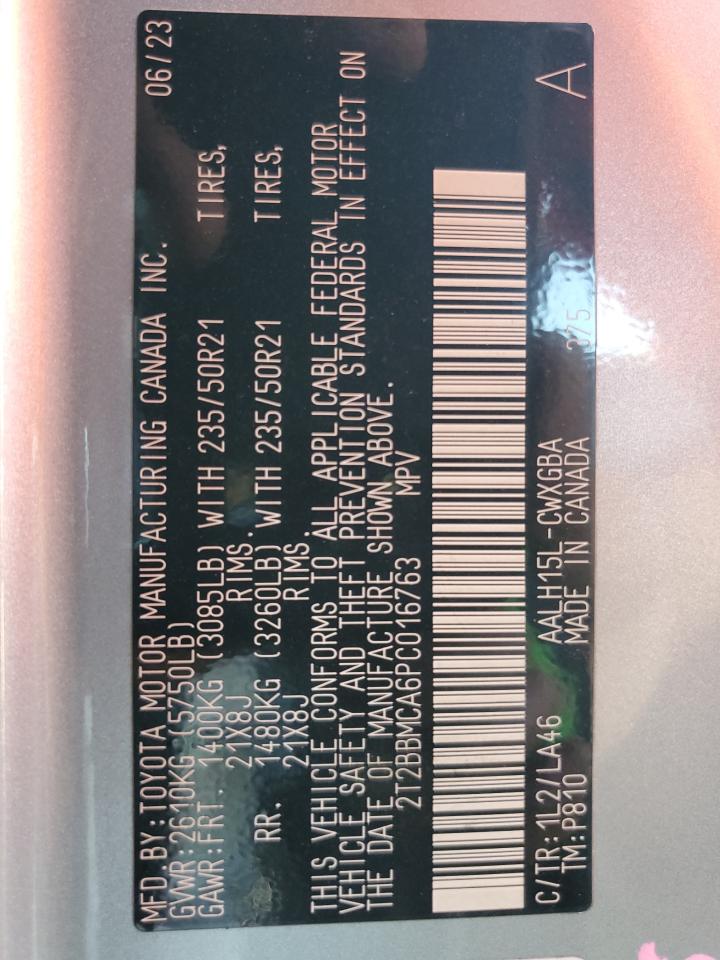 MFD BY: TOYOTA MOTOR MANUFACTURING CANADA INC. 06/23
GVWR: 2610KG (5750LB)
GAWR: FRT. 1400KG (3085LB) WITH 235/50R21 TIRES,
21X8J RIMS.
RR. 1480KG (3260LB) WITH 235/50R21 TIRES,
21X8J RIMS.
THIS VEHICLE CONFORMS TO ALL APPLICABLE FEDERAL MOTOR
VEHICLE SAFETY AND THEFT PREVENTION STANDARDS IN EFFECT ON
THE DATE OF MANUFACTURE SHOWN ABOVE.
2T2BBMCA6PC016763 MPV
C/TR: 1L2/LA46 AALH15L-CWXGBA A
TM: P810 MADE IN CANADA 375